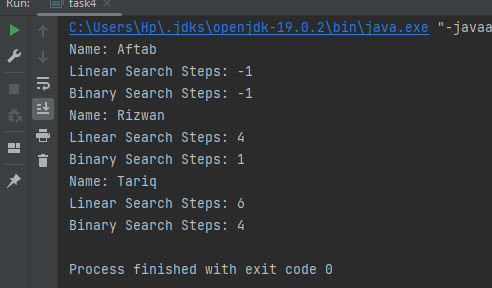 Run: task4
C:\Users\Hp\.jdks\openjdk-19.0.2\bin\java.exe "-javaa
Name: Aftab
Linear Search Steps: -1
Binary Search Steps: -1
Name: Rizwan
Linear Search Steps: 4
Binary Search Steps: 1
Name: Tariq
Linear Search Steps: 6
Binary Search Steps: 4
Process finished with exit code 0